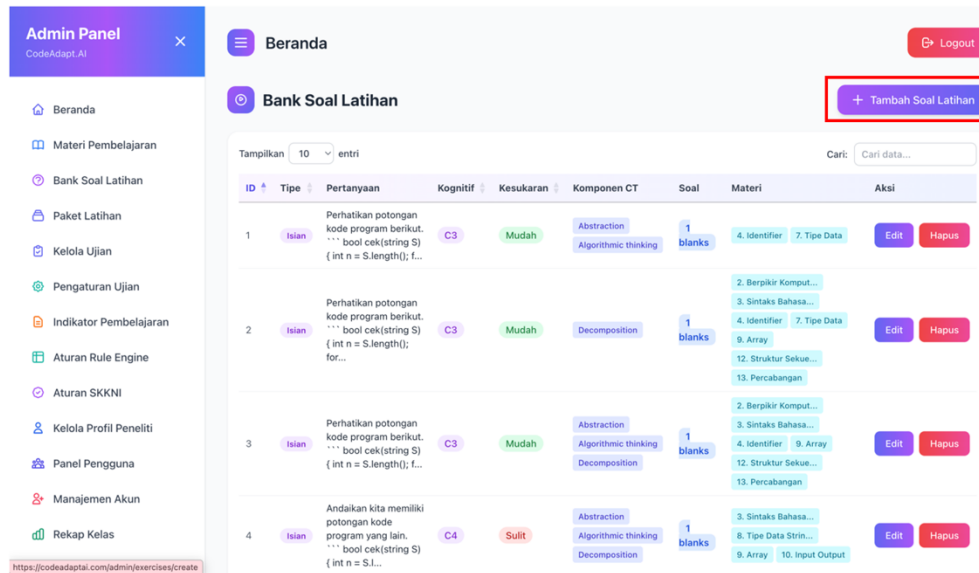 Admin Panel
CodeAdapt.AI
Beranda
Materi Pembelajaran
Bank Soal Latihan
Paket Latihan
Kelola Ujian
Pengaturan Ujian
Indikator Pembelajaran
Aturan Rule Engine
Aturan SKKNI
Kelola Profil Peneliti
Panel Pengguna
Manajemen Akun
Rekap Kelas
https://codeadaptai.com/admin/exercises/create
Beranda
Logout
Bank Soal Latihan
+ Tambah Soal Latihan
Tampilkan 10 entri
Cari: Cari data...
ID Tipe Pertanyaan Kognitif Kesukaran Komponen CT Soal Materi Aksi
1
Isian
Perhatikan potongan
kode program berikut.
``` bool cek(string S)
{ int n = S.length(); f...
C3
Mudah
Abstraction
Algorithmic thinking
1
blanks
4. Identifier 7. Tipe Data
Edit Hapus
2
Isian
Perhatikan potongan
kode program berikut.
``` bool cek(string S)
{ int n = S.length();
for...
C3
Mudah
Decomposition
1
blanks
2. Berpikir Komput...
3. Sintaks Bahasa...
4. Identifier 7. Tipe Data
9. Array
12. Struktur Sekue...
13. Percabangan
Edit Hapus
3
Isian
Perhatikan potongan
kode program berikut.
``` bool cek(string S)
{ int n = S.length(); f...
C3
Mudah
Abstraction
Algorithmic thinking
Decomposition
1
blanks
2. Berpikir Komput...
3. Sintaks Bahasa...
4. Identifier 9. Array
12. Struktur Sekue...
13. Percabangan
Edit Hapus
4
Isian
Andaikan kita memiliki
potongan kode
program yang lain.
``` bool cek(string S)
{ int n = S.l...
C4
Sulit
Abstraction
Algorithmic thinking
Decomposition
1
blanks
3. Sintaks Bahasa...
8. Tipe Data Strin...
9. Array 10. Input Output
Edit Hapus